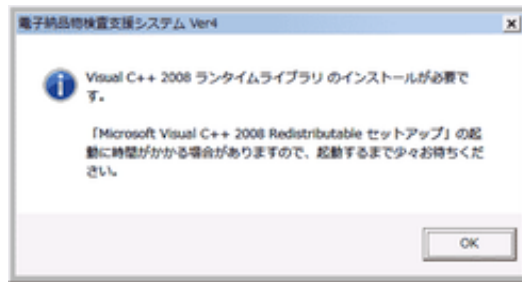 電子納品物検査支援システム Ver4
Visual C++ 2008 ランタイムライブラリ のインストールが必要で
す。
「Microsoft Visual C++ 2008 Redistributable セットアップ」の起
動に時間がかかる場合がありますので、起動するまで少々お待ちくだ
さい。
OK